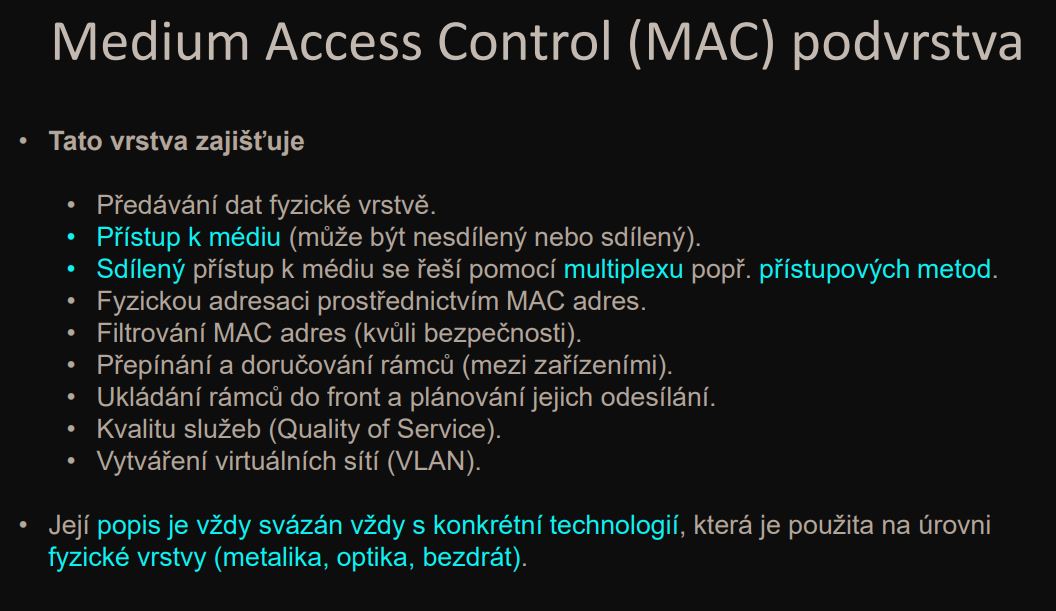 Medium Access Control (MAC) podvrstva
• Tato vrstva zajišťuje
• Předávání dat fyzické vrstvě.
• Přístup k médiu (může být nesdílený nebo sdílený).
• Sdílený přístup k médiu se řeší pomocí multiplexu popř. přístupových metod.
• Fyzickou adresaci prostřednictvím MAC adres.
• Filtrování MAC adres (kvůli bezpečnosti).
• Přepínání a doručování rámců (mezi zařízeními).
• Ukládání rámců do front a plánování jejich odesílání.
• Kvalitu služeb (Quality of Service).
• Vytváření virtuálních sítí (VLAN).
• Její popis je vždy svázán vždy s konkrétní technologií, která je použita na úrovni
fyzické vrstvy (metalika, optika, bezdrát).